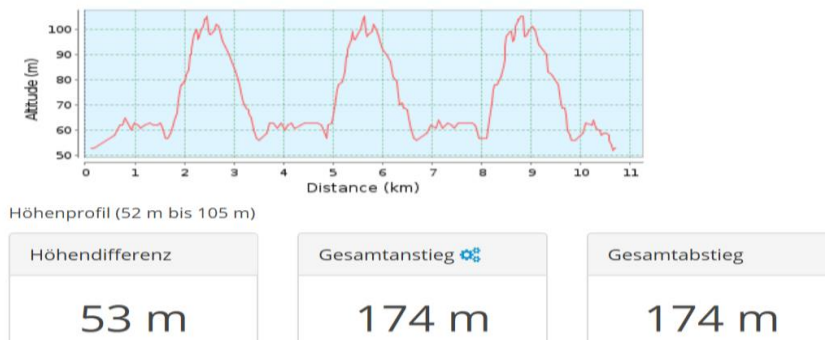 Altitude (m)
100
90
80
70
60
50
0 1 2 3 4 5 6 7 8 9 10 11
Distance (km)
Höhenprofil (52 m bis 105 m)
Höhendifferenz
53 m
Gesamtanstieg
174 m
Gesamtabstieg
174 m